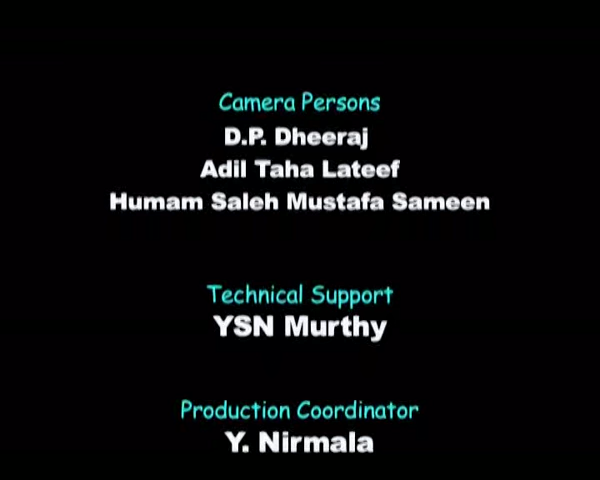 Camera Persons
D.P. Dheeraj
Adil Taha Lateef
Humam Saleh Mustafa Sameen
Technical Support
YSN Murthy
Production Coordinator
Y. Nirmala